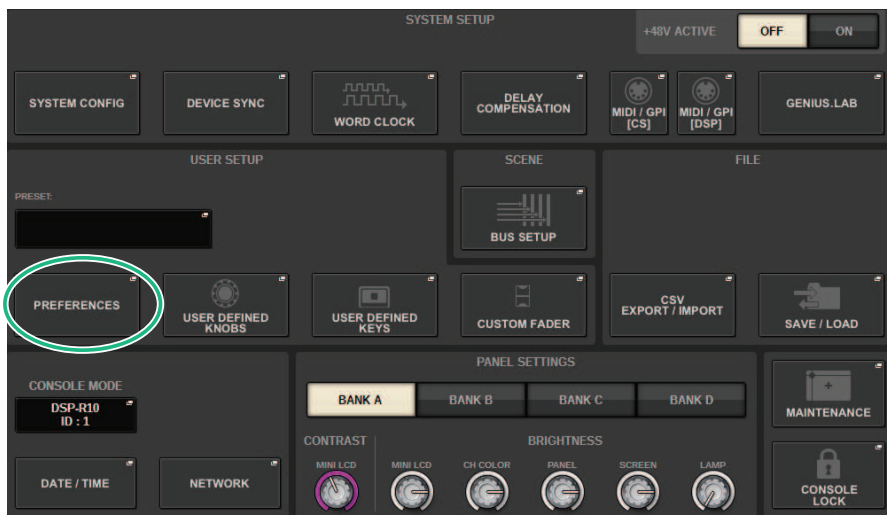 SYSTEM SETUP
+48V ACTIVE
OFF
ON
SYSTEM CONFIG
DEVICE SYNC
WORD CLOCK
DELAY
COMPENSATION
MIDI / GPI
[CS]
MIDI / GPI
[DSP]
GENIUS.LAB
USER SETUP
SCENE
FILE
PRESET:
BUS SETUP
PREFERENCES
USER DEFINED
KNOBS
USER DEFINED
KEYS
CUSTOM FADER
CSV
EXPORT / IMPORT
SAVE / LOAD
CONSOLE MODE
DSP-R10
ID : 1
DATE / TIME
NETWORK
PANEL SETTINGS
BANK A
BANK B
BANK C
BANK D
CONTRAST
BRIGHTNESS
MINI LCD
MINI LCD
CH COLOR
PANEL
SCREEN
LAMP
MAINTENANCE
CONSOLE
LOCK